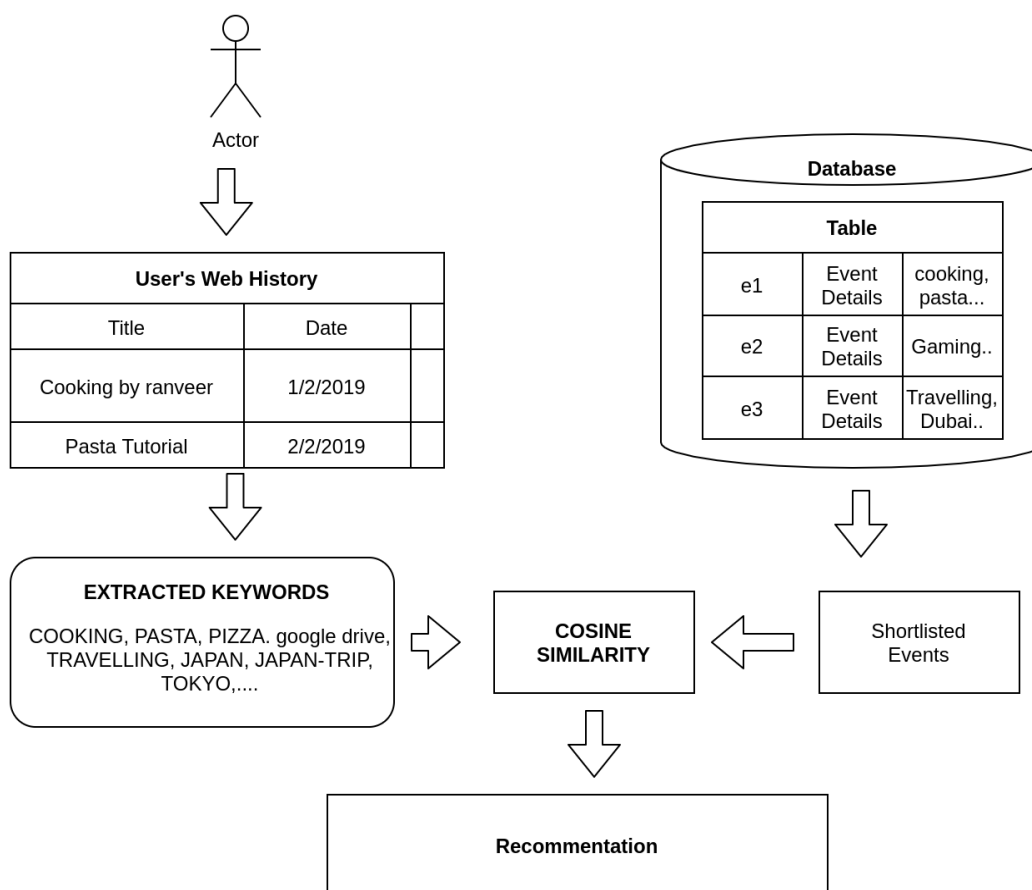 Actor
User's Web History
Title Date
Cooking by ranveer 1/2/2019
Pasta Tutorial 2/2/2019
EXTRACTED KEYWORDS
COOKING, PASTA, PIZZA. google drive,
TRAVELLING, JAPAN, JAPAN-TRIP,
TOKYO,....
Database
Table
e1
Event
Details
cooking,
pasta...
e2
Event
Details
Gaming..
e3
Event
Details
Travelling,
Dubai..
COSINE
SIMILARITY
Shortlisted
Events
Recommentation